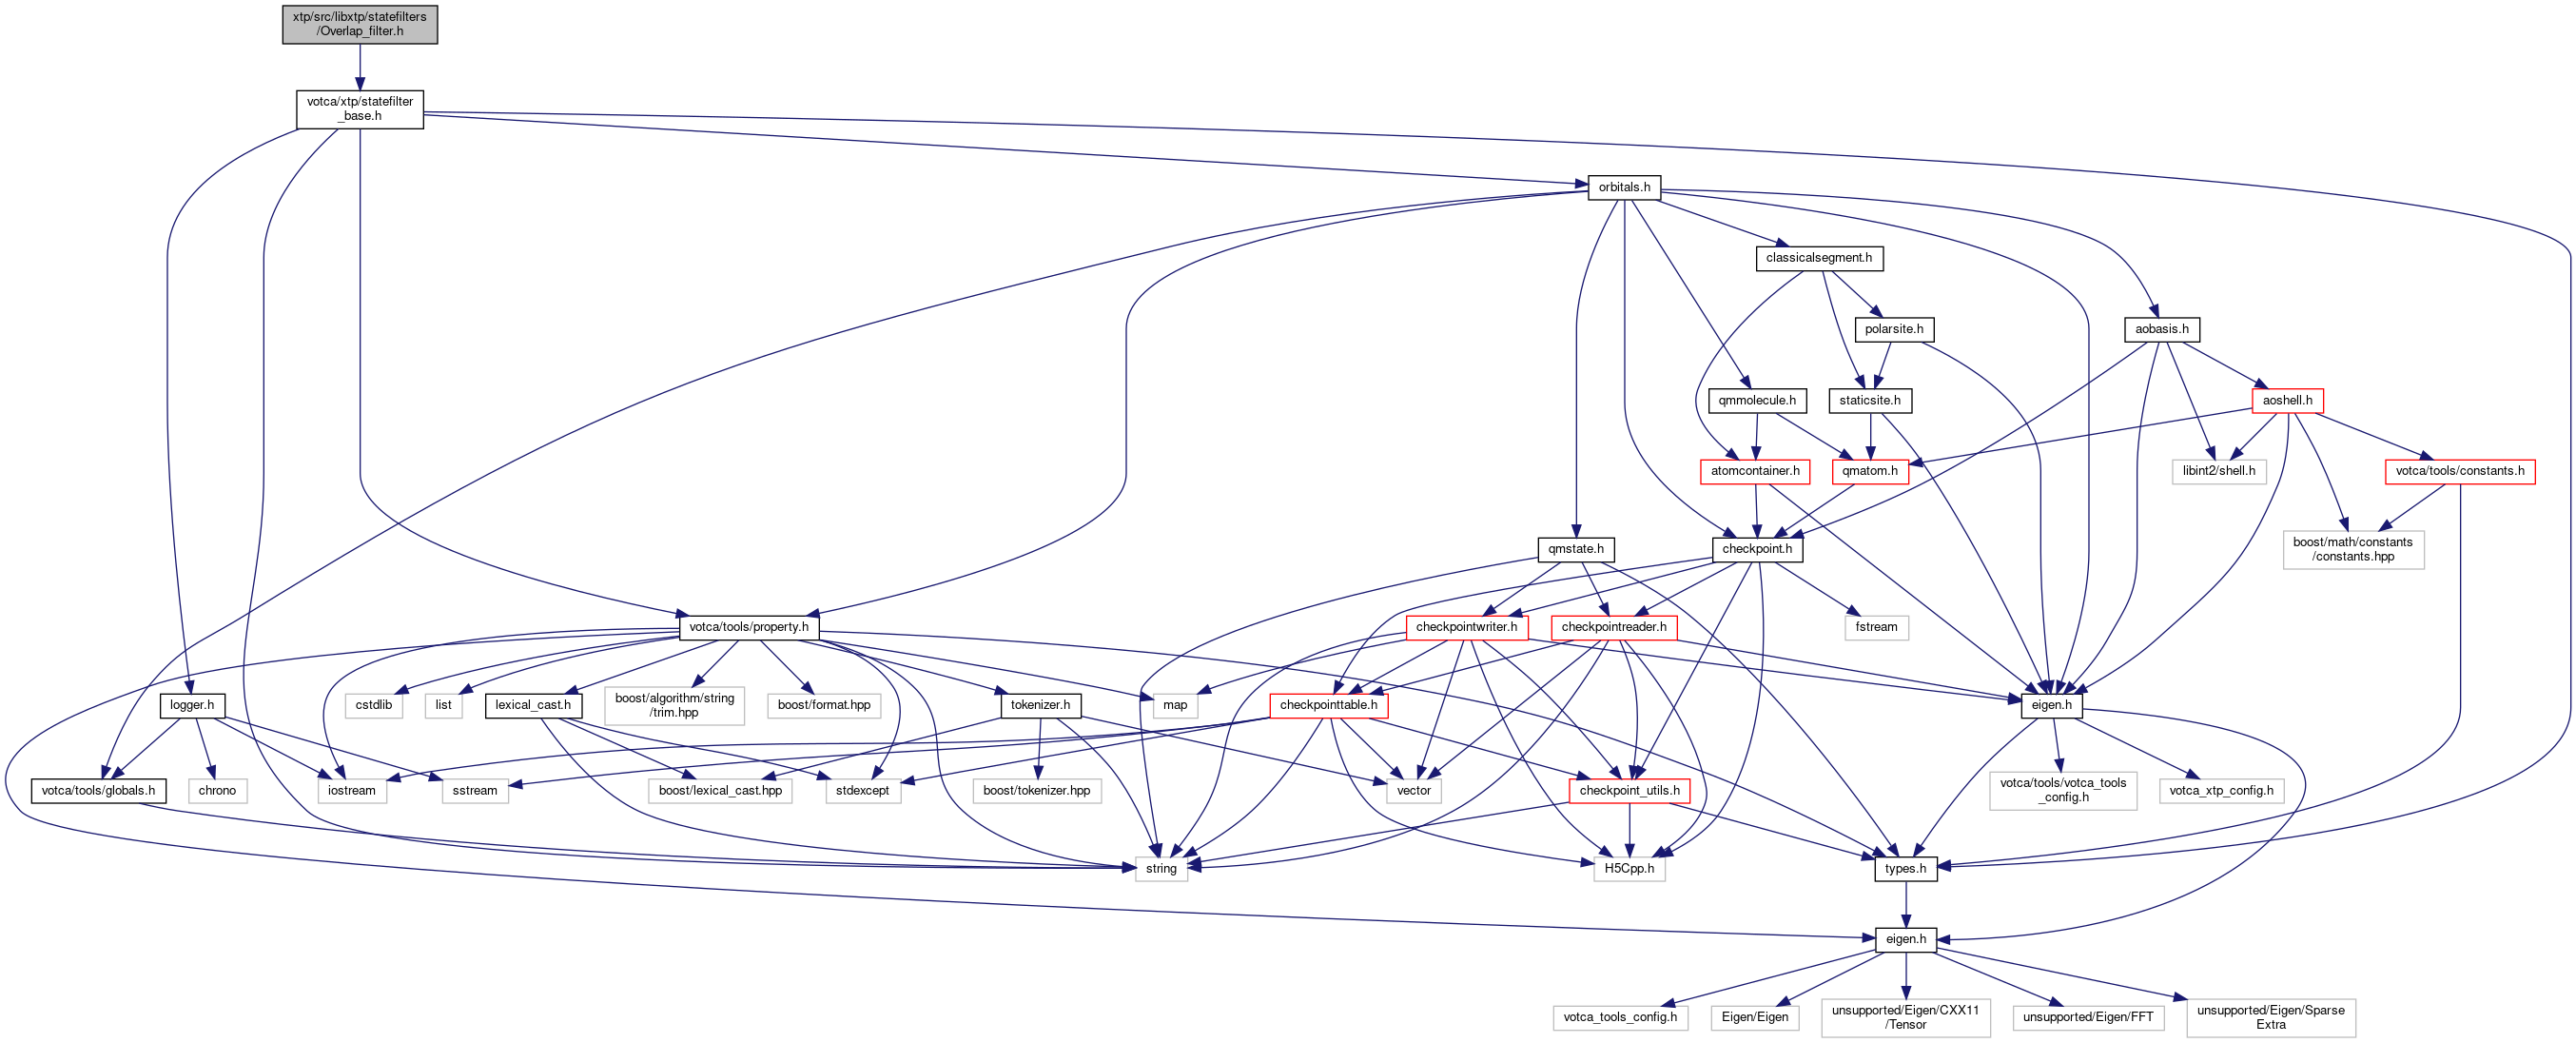 xtp/src/libxtp/statefilters
/Overlap_filter.h
votca/xtp/statefilter
_base.h
orbitals.h
classicalsegment.h
polarsite.h
aobasis.h
qmmolecule.h
staticsite.h
aoshell.h
atomcontainer.h
qmatom.h
libint2/shell.h
votca/tools/constants.h
qmstate.h
checkpoint.h
boost/math/constants
/constants.hpp
votca/tools/property.h
checkpointwriter.h
checkpointreader.h
fstream
logger.h
cstdlib
list
lexical_cast.h
boost/algorithm/string
/trim.hpp
boost/format.hpp
tokenizer.h
map
checkpointtable.h
eigen.h
votca/tools/globals.h
chrono
iostream
sstream
boost/lexical_cast.hpp
stdexcept
boost/tokenizer.hpp
vector
checkpoint_utils.h
votca/tools/votca_tools
_config.h
votca_xtp_config.h
string
H5Cpp.h
types.h
eigen.h
votca_tools_config.h
Eigen/Eigen
unsupported/Eigen/CXX11
/Tensor
unsupported/Eigen/FFT
unsupported/Eigen/Sparse
Extra